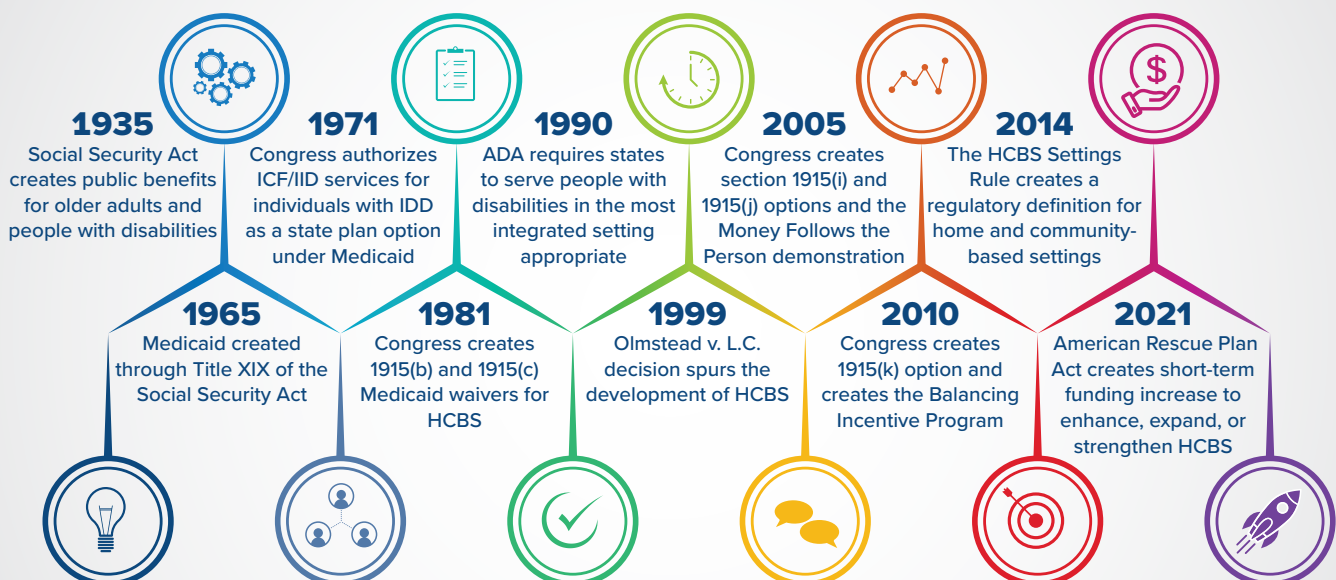 1935
Social Security Act
creates public benefits
for older adults and
people with disabilities
1965
Medicaid created
through Title XIX of the
Social Security Act
1971
Congress authorizes
ICF/IID services for
individuals with IDD
as a state plan option
under Medicaid
1981
Congress creates
1915(b) and 1915(c)
Medicaid waivers for
HCBS
1990
ADA requires states
to serve people with
disabilities in the most
integrated setting
appropriate
1999
Olmstead v. L.C.
decision spurs the
development of HCBS
2005
Congress creates
section 1915(i) and
1915(j) options and the
Money Follows the
Person demonstration
2010
Congress creates
1915(k) option and
creates the Balancing
Incentive Program
2014
The HCBS Settings
Rule creates a
regulatory definition for
home and community-
based settings
2021
American Rescue Plan
Act creates short-term
funding increase to
enhance, expand, or
strengthen HCBS
$